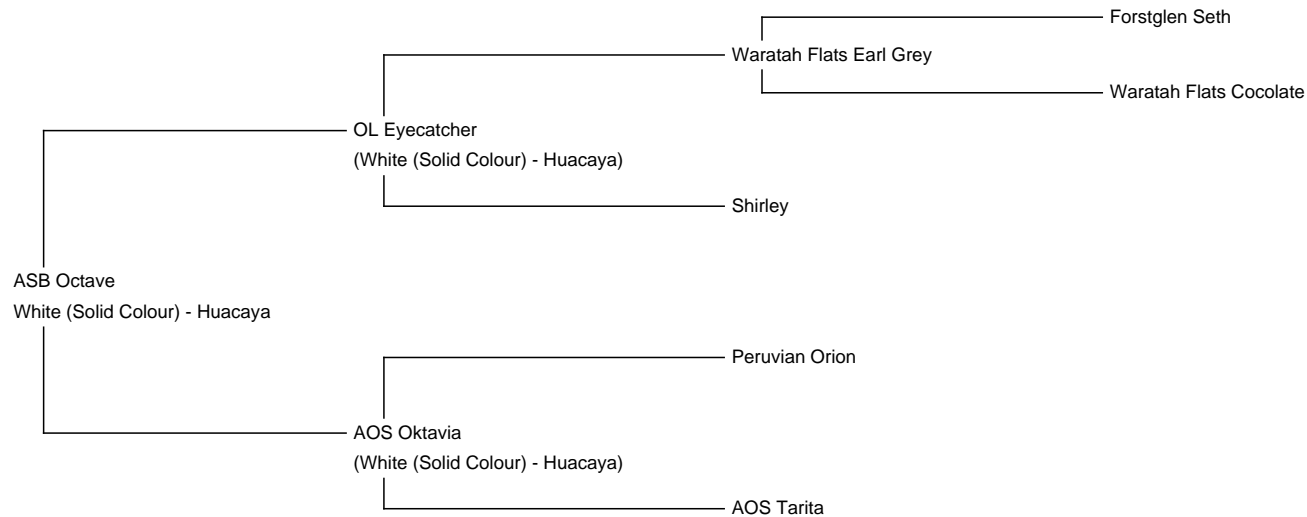 Forstglen Seth
Waratah Flats Earl Grey
Waratah Flats Cocolate
OL Eyecatcher
(White (Solid Colour) - Huacaya)
Shirley
ASB Octave
White (Solid Colour) - Huacaya
Peruvian Orion
AOS Oktavia
(White (Solid Colour) - Huacaya)
AOS Tarita